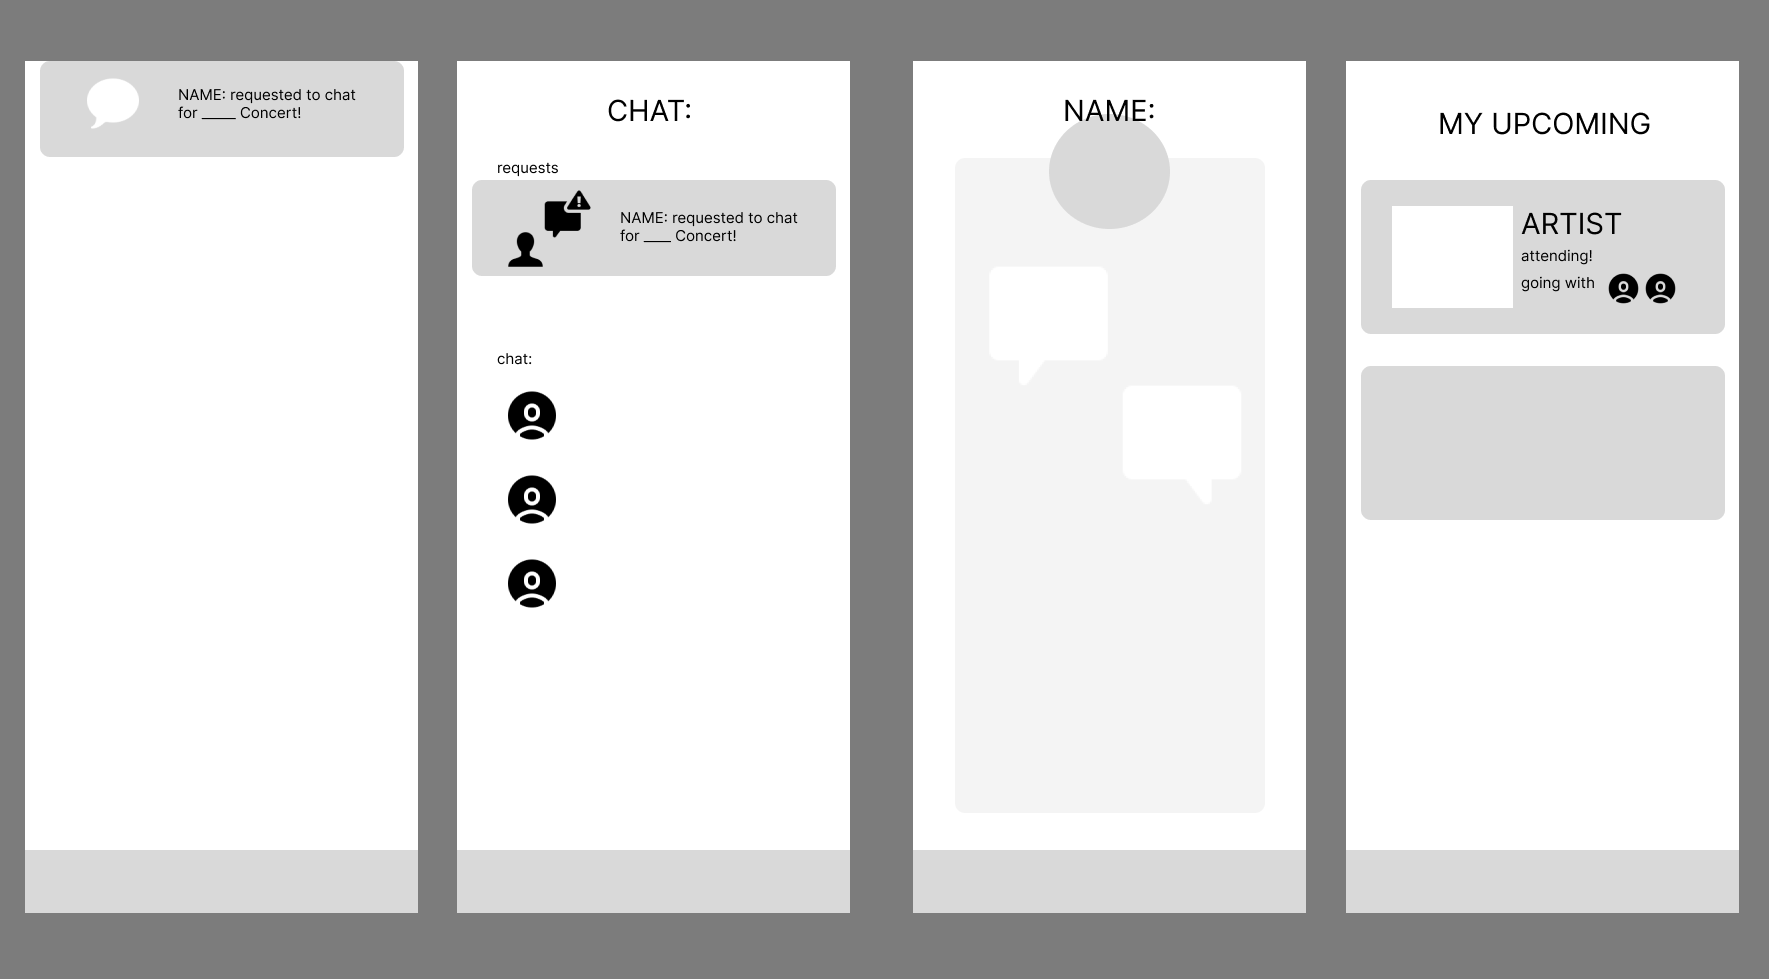 NAME: requested to chat
for _____ Concert!
CHAT:
requests
NAME: requested to chat
for ____ Concert!
chat:
NAME:
MY UPCOMING
ARTIST
attending!
going with